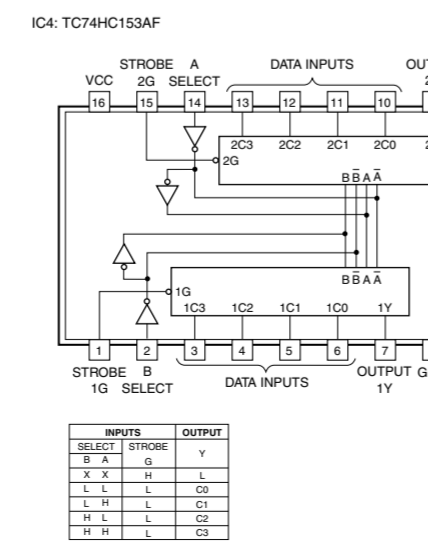 IC4: TC74HC153AF
STROBE A DATA INPUTS
VCC 2G SELECT
16 15 14 13 12 11 10
2C3 2C2 2C1 2C0
2G
B B̅ A A̅
B B̅ A A̅
1G
1C3 1C2 1C1 1C0 1Y
1 2 3 4 5 6 7
STROBE B DATA INPUTS OUTPUT
1G SELECT 1Y
INPUTS OUTPUT
SELECT STROBE Y
B A G
X X H L
L L L C0
L H L C1
H L L C2
H H L C3